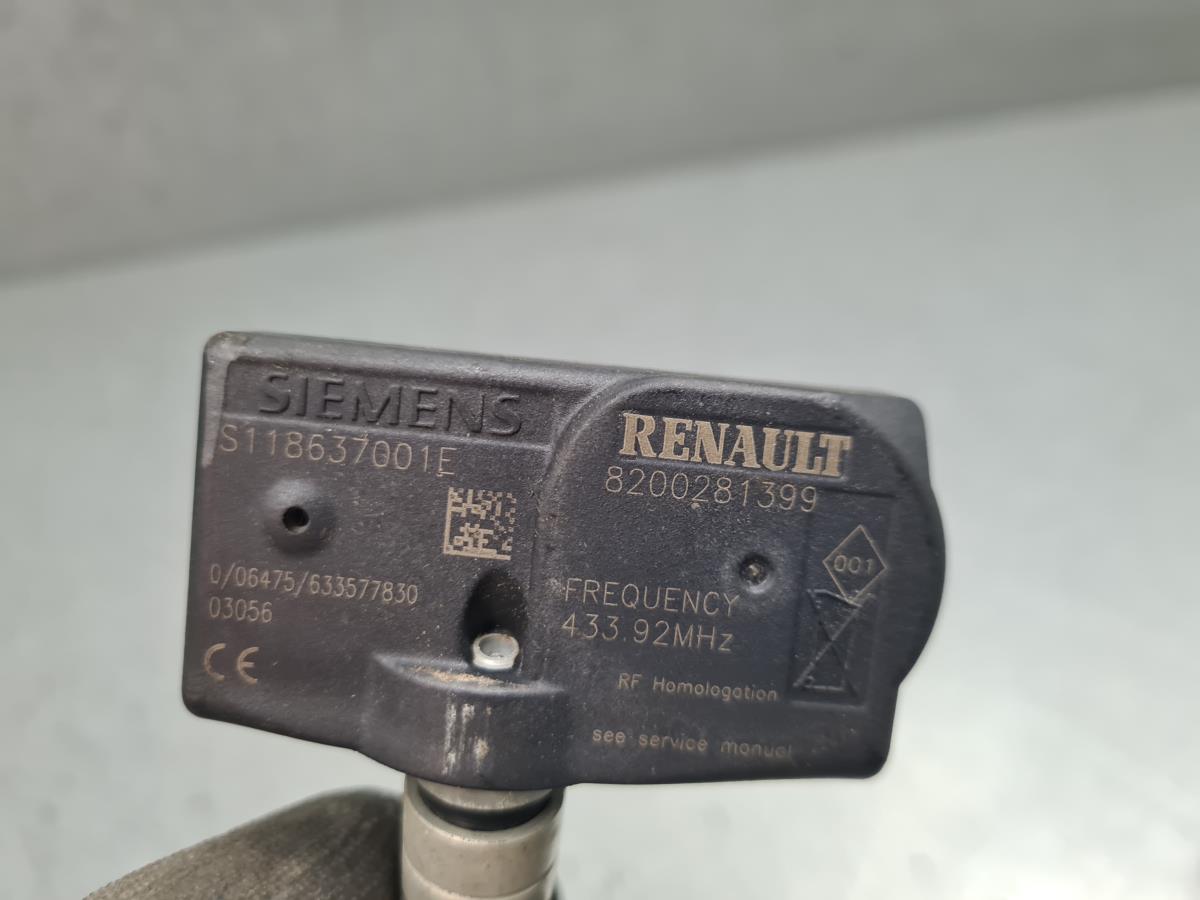 SIEMENS
S118637001E
0/06475/633577830
03056
CE
RENAULT
8200281399
001
FREQUENCY
433.92MHz
RF Homologation
see service manual